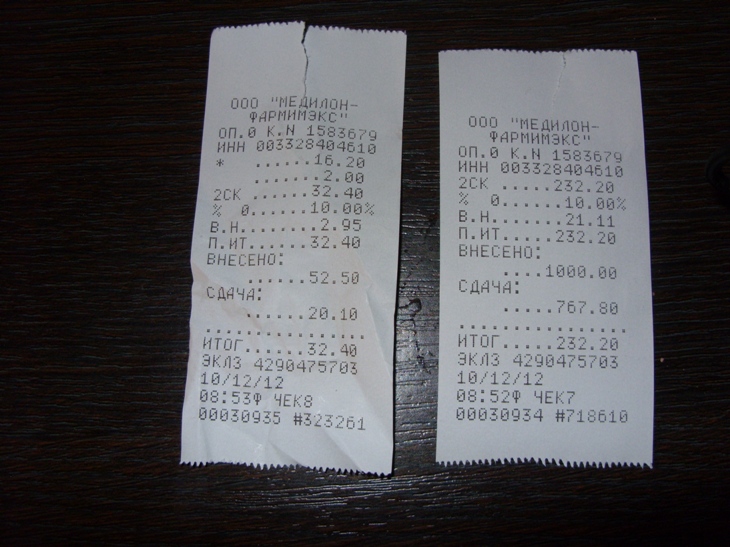 ООО "МЕДИЛОН-
ФАРМИМЭКС"
ОП.0 К.N 1583679
ИНН 003328404610
* ......16.20
.......2.00
2СК ......32.40
% 0......10.00%
В.Н........2.95
П.ИТ......32.40
ВНЕСЕНО:
......52.50
СДАЧА:
......20.10
................
ИТОГ......32.40
ЭКЛЗ 4290475703
10/12/12
08:53Ф ЧЕК8
00030935 #323261
ООО "МЕДИЛОН-
ФАРМИМЭКС"
ОП.0 К.N 1583679
ИНН 003328404610
2СК .....232.20
% 0......10.00%
В.Н.......21.11
П.ИТ.....232.20
ВНЕСЕНО:
....1000.00
СДАЧА:
.....767.80
................
ИТОГ.....232.20
ЭКЛЗ 4290475703
10/12/12
08:52Ф ЧЕК7
00030934 #718610